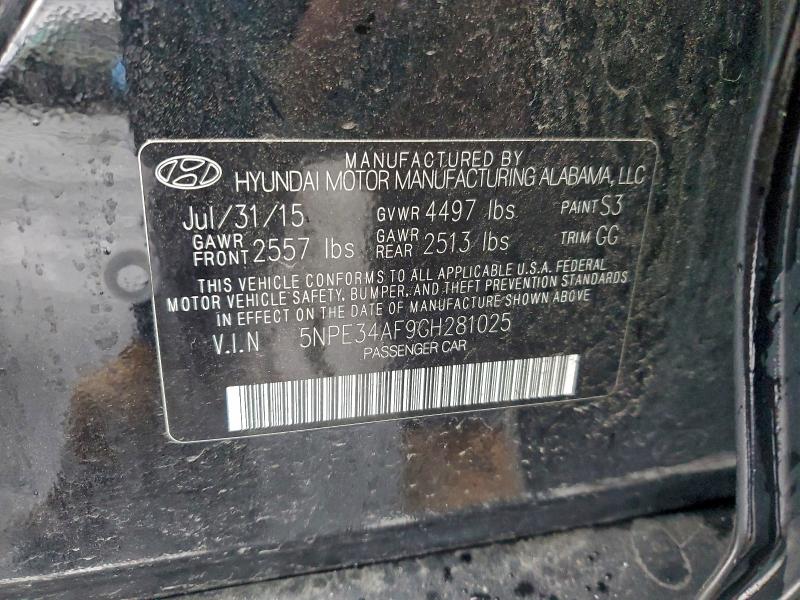 MANUFACTURED BY
HYUNDAI MOTOR MANUFACTURING ALABAMA, LLC
Jul/31/15 GVWR 4497 lbs PAINT S3
GAWR FRONT 2557 lbs GAWR REAR 2513 lbs TRIM GG
THIS VEHICLE CONFORMS TO ALL APPLICABLE U.S.A. FEDERAL
MOTOR VEHICLE SAFETY, BUMPER, AND THEFT PREVENTION STANDARDS
IN EFFECT ON THE DATE OF MANUFACTURE SHOWN ABOVE
V.I.N 5NPE34AF9GH281025
PASSENGER CAR